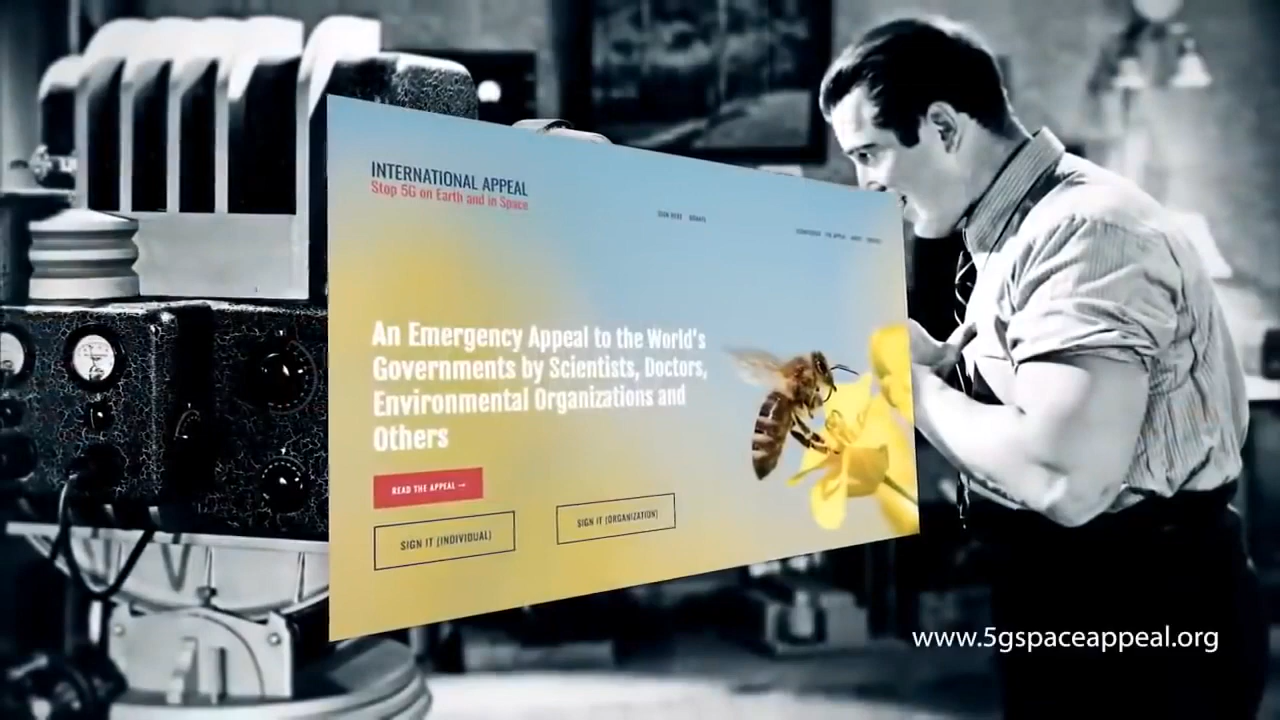 INTERNATIONAL APPEAL
Stop 5G on Earth and in Space
SIGN HERE DONATE
An Emergency Appeal to the World's
Governments by Scientists, Doctors,
Environmental Organizations and
Others
READ THE APPEAL →
SIGN IT (INDIVIDUAL)
SIGN IT (ORGANIZATION)
www.5gspaceappeal.org